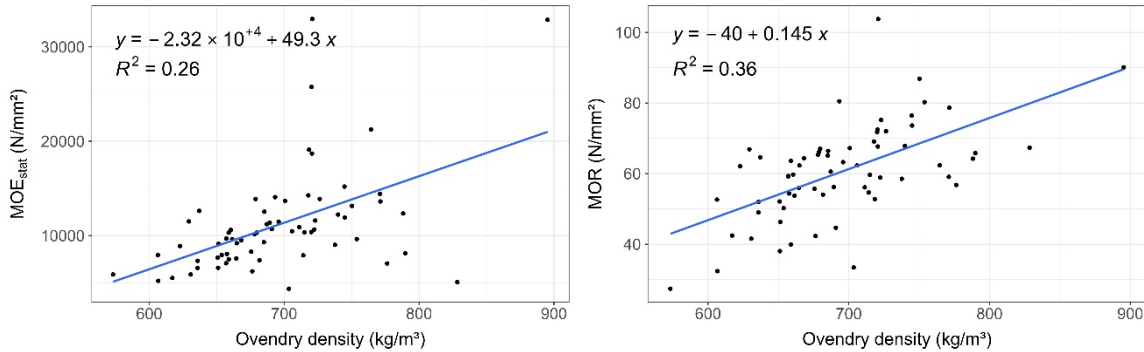 y = − 2.32 × 10⁺⁴ + 49.3 x
R² = 0.26
30000
20000
10000
MOEstat (N/mm²)
600 700 800 900
Ovendry density (kg/m³)
y = −40 + 0.145 x
R² = 0.36
100
80
60
40
MOR (N/mm²)
600 700 800 900
Ovendry density (kg/m³)